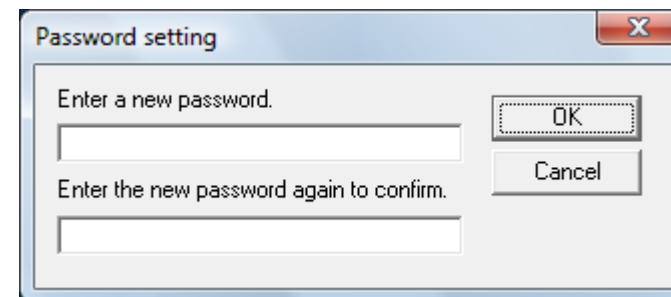 Password setting
Enter a new password.
OK
Cancel
Enter the new password again to confirm.